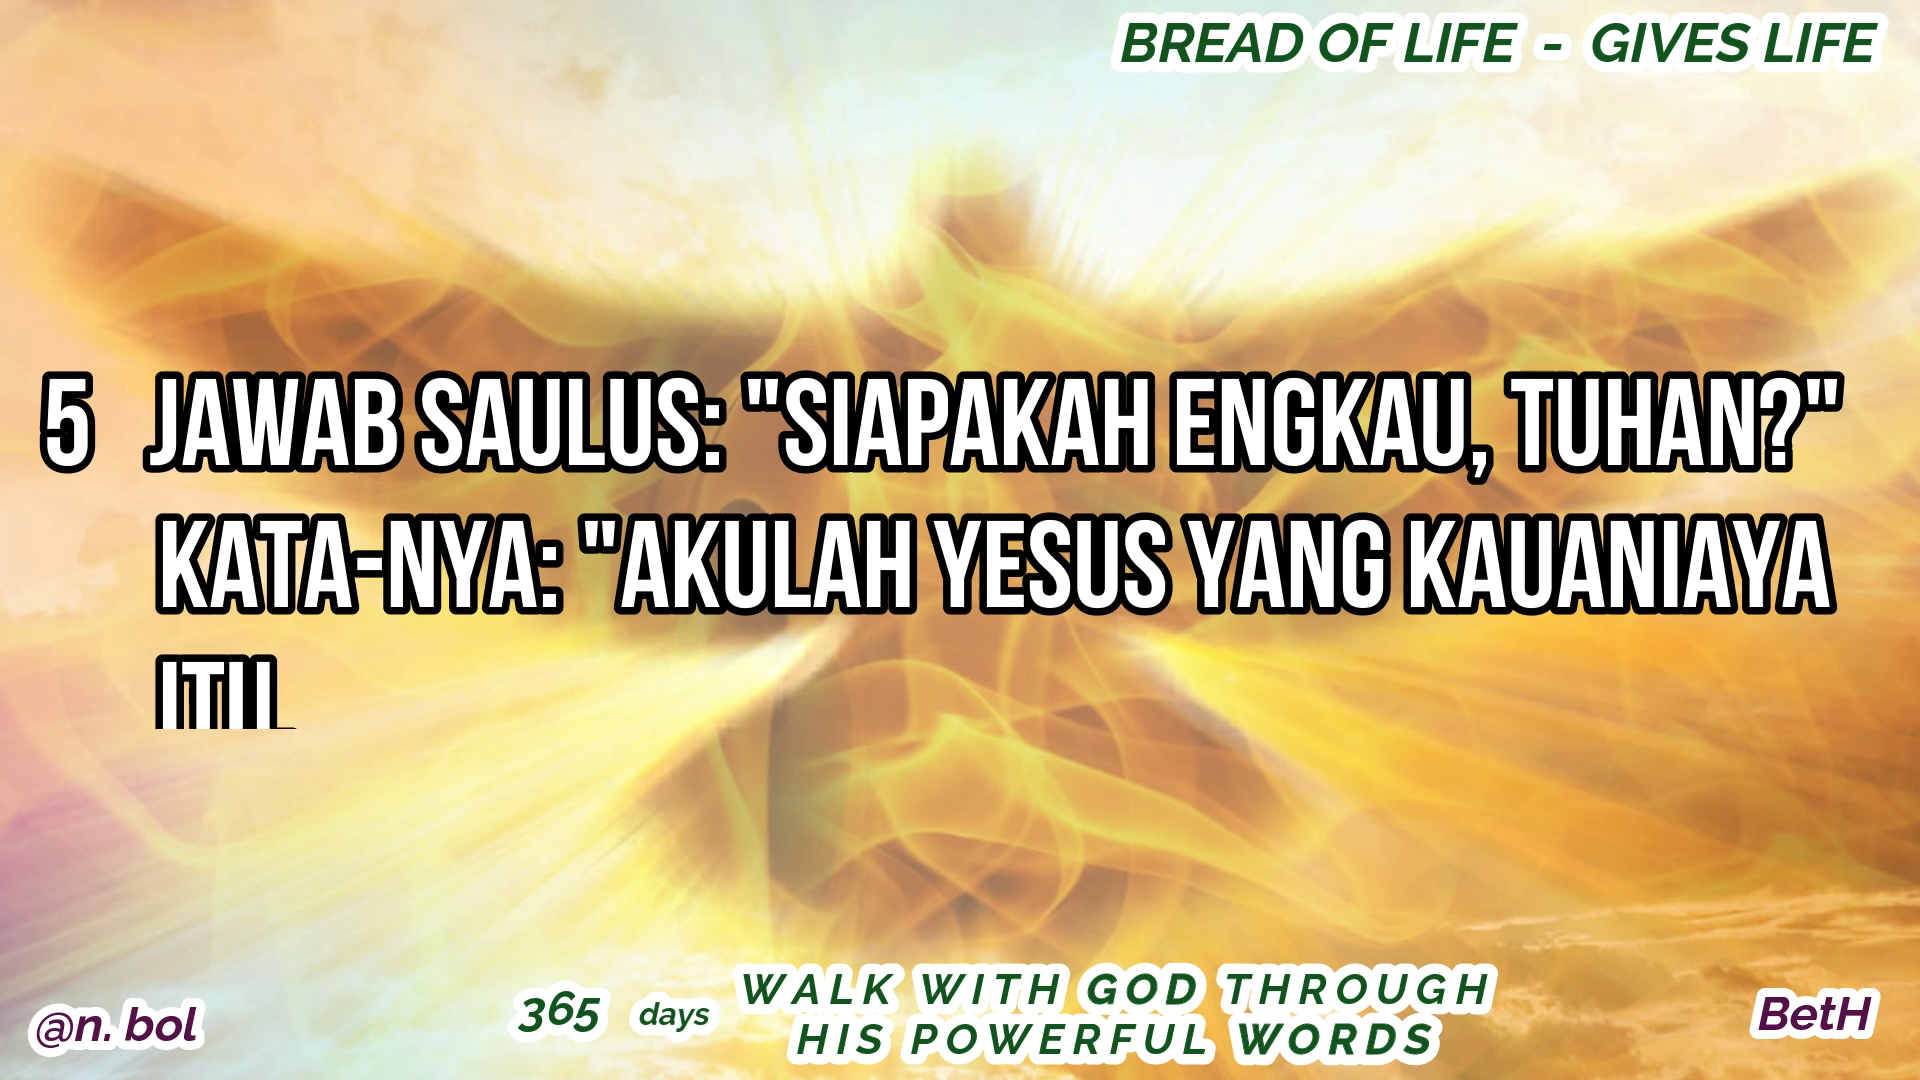 BREAD OF LIFE - GIVES LIFE
5 JAWAB SAULUS: "SIAPAKAH ENGKAU, TUHAN?"
KATA-NYA: "AKULAH YESUS YANG KAUANIAYA
ITU.
@n. bol
365 days
WALK WITH GOD THROUGH
HIS POWERFUL WORDS
BetH